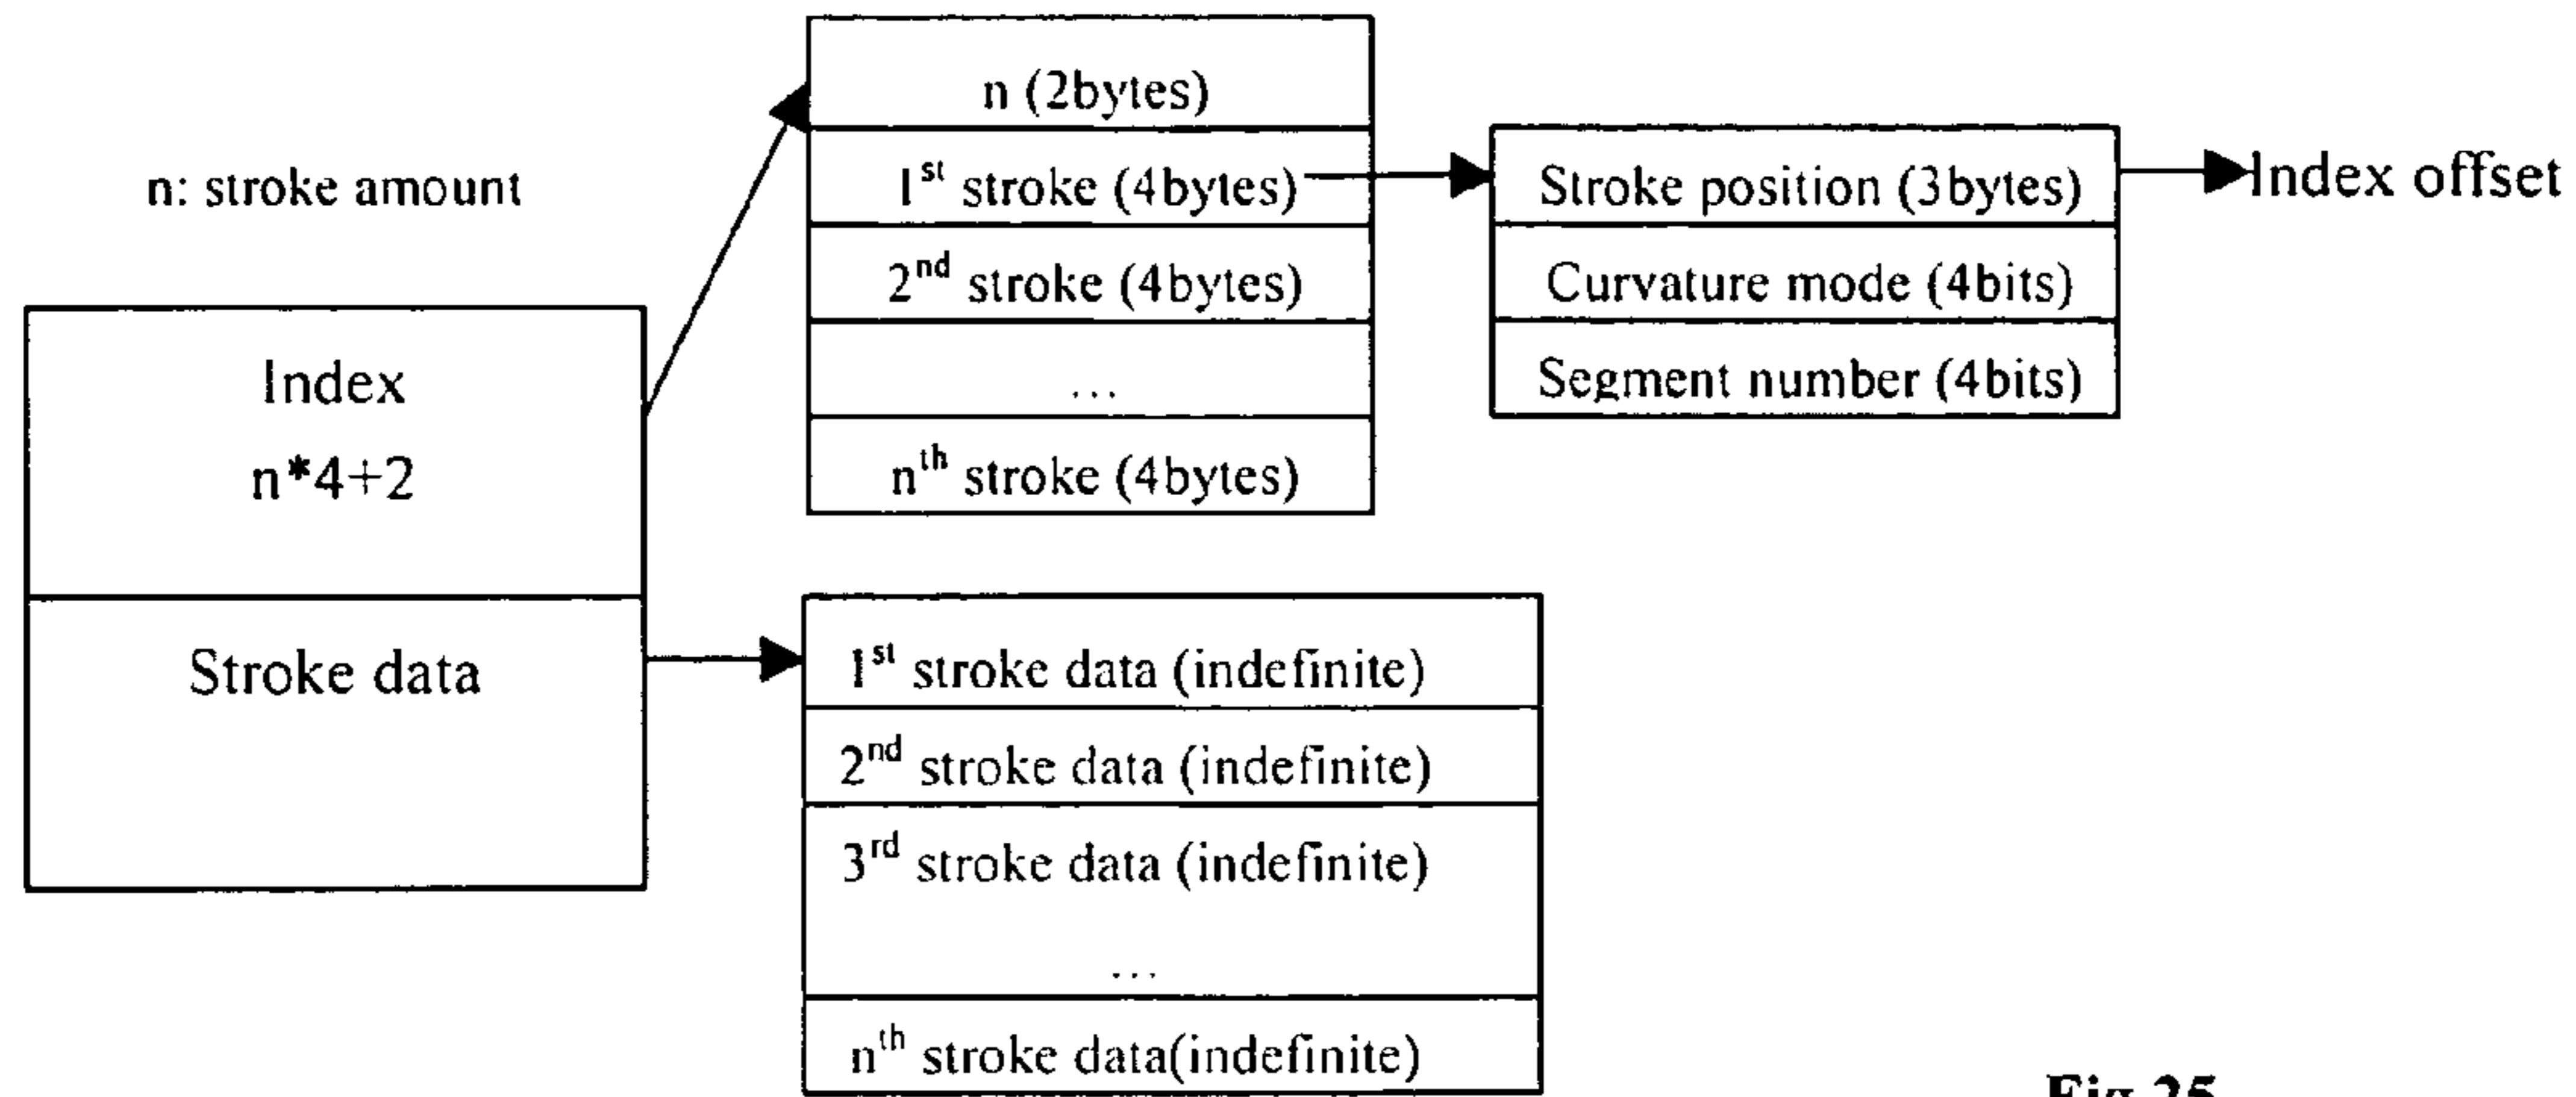 n: stroke amount
Index
n*4+2
Stroke data
n (2bytes)
1st stroke (4bytes)
2nd stroke (4bytes)
...
nth stroke (4bytes)
Stroke position (3bytes)
Curvature mode (4bits)
Segment number (4bits)
Index offset
1st stroke data (indefinite)
2nd stroke data (indefinite)
3rd stroke data (indefinite)
...
nth stroke data(indefinite)
Fig 25